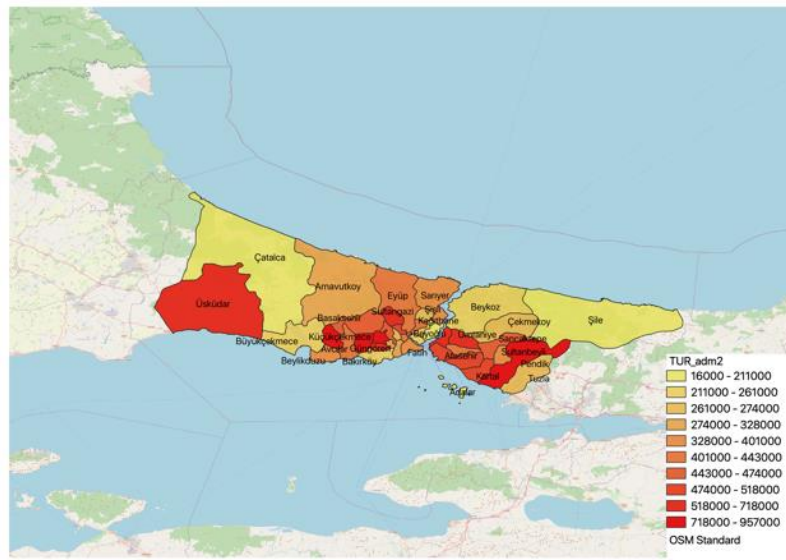 Çatalca
Arnavutkoy
Eyüp
Sarıyer
Beykoz
Şile
Üsküdar
Başakşehir
Sultangazi
Çekmekoy
Büyükçekmece
Küçükçekmece
Beyoğlu
Ümraniye
Beylikduzu
Avcılar
Bakırköy
Güngören
Fatih
Ataşehir
Sultanbeyli
Pendik
Kartal
Tuzla
Adalar
TUR_adm2
16000 - 211000
211000 - 261000
261000 - 274000
274000 - 328000
328000 - 401000
401000 - 443000
443000 - 474000
474000 - 518000
518000 - 718000
718000 - 957000
OSM Standard